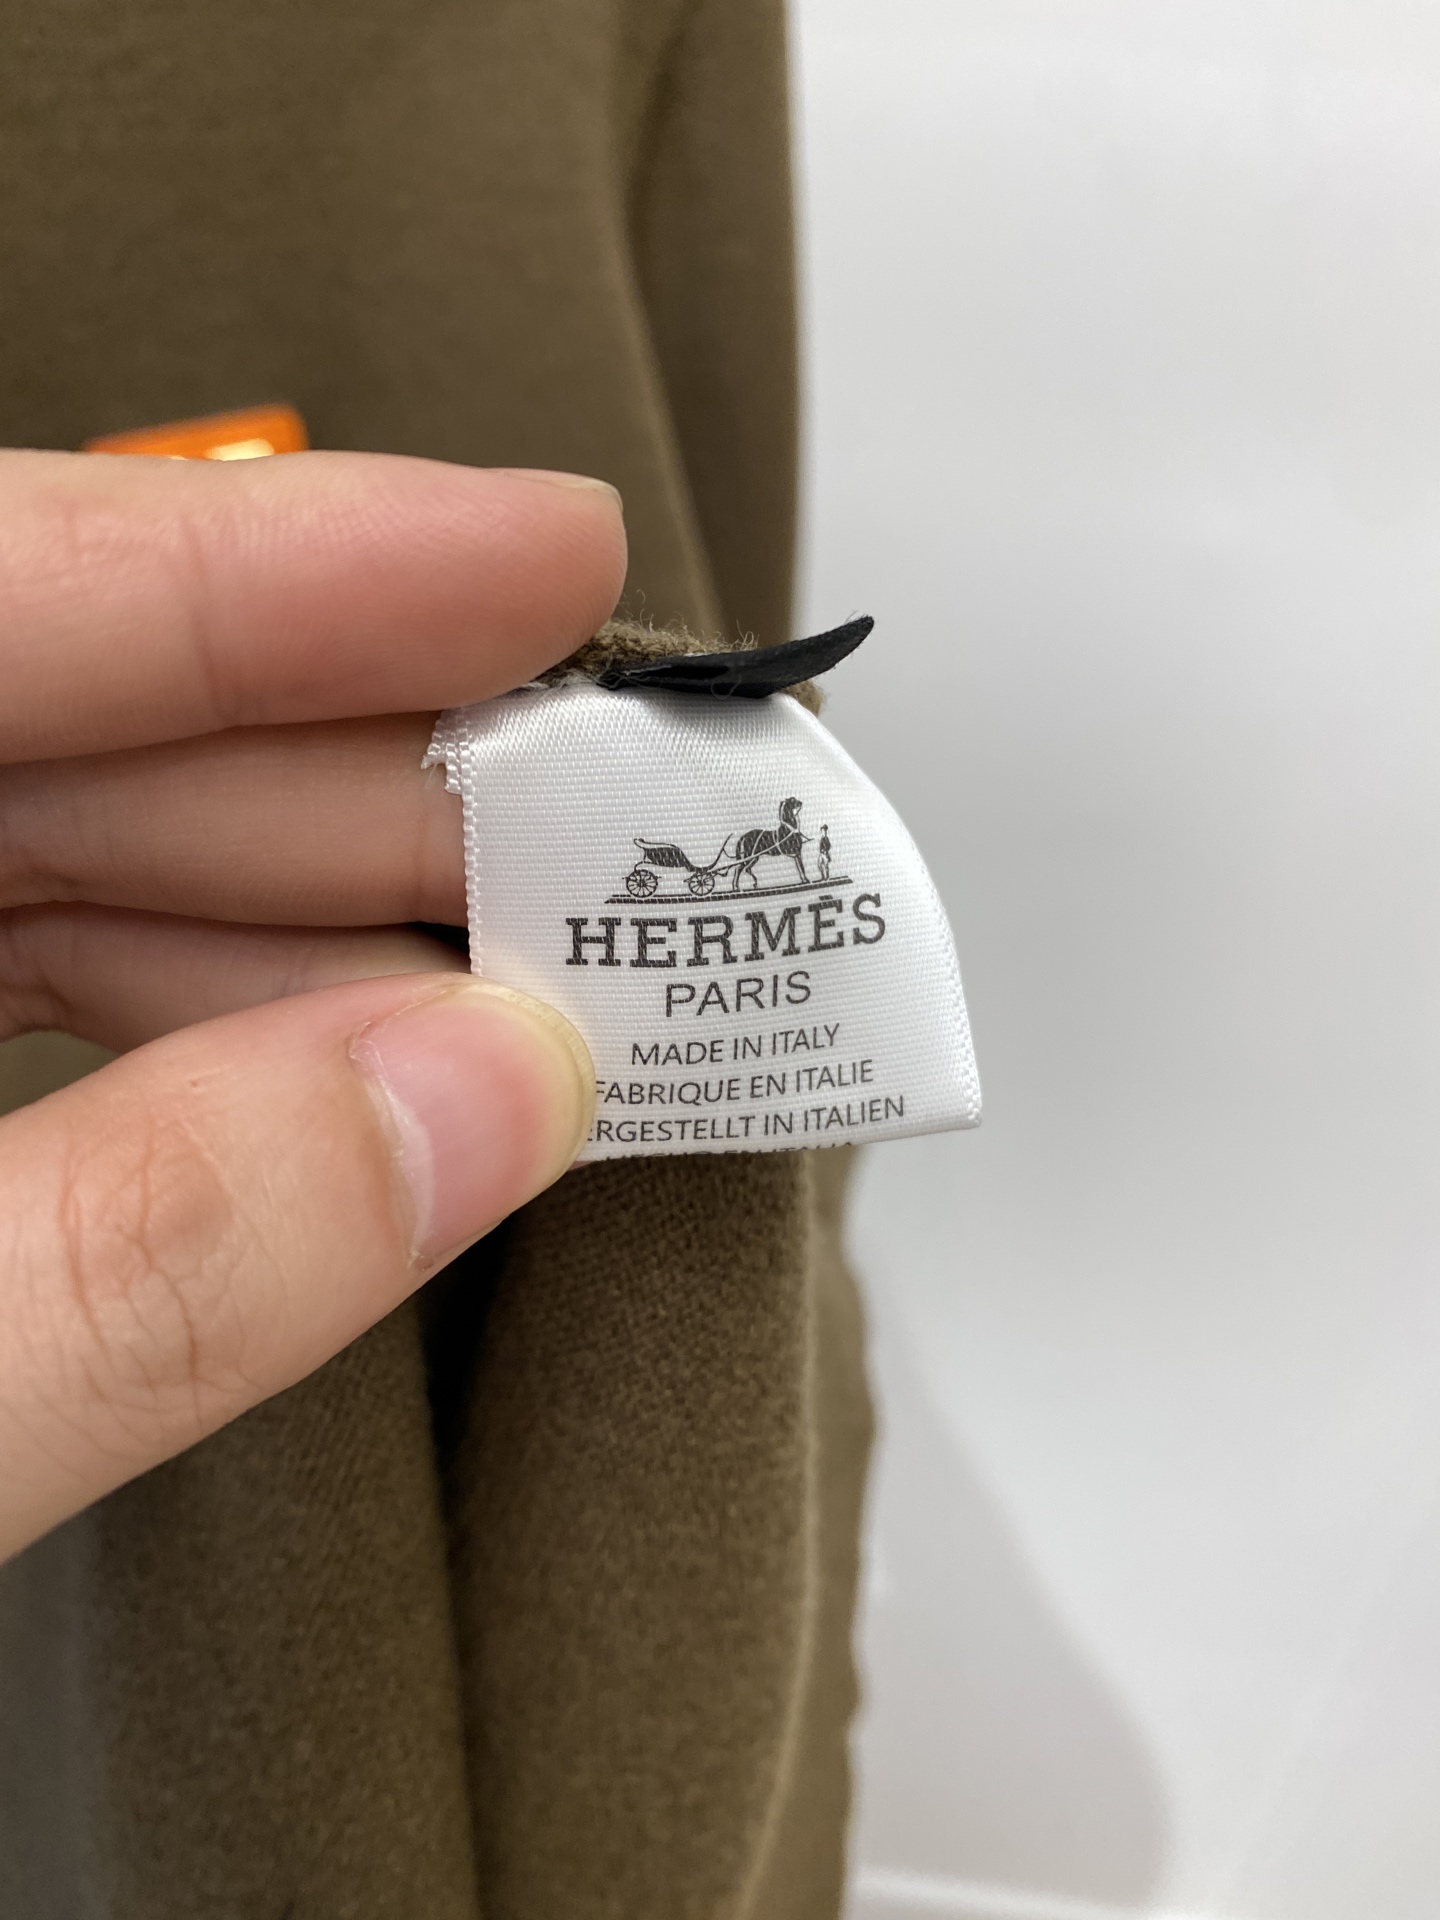 HERMÈS
PARIS
MADE IN ITALY
FABRIQUE EN ITALIE
ERGESTELLT IN ITALIEN